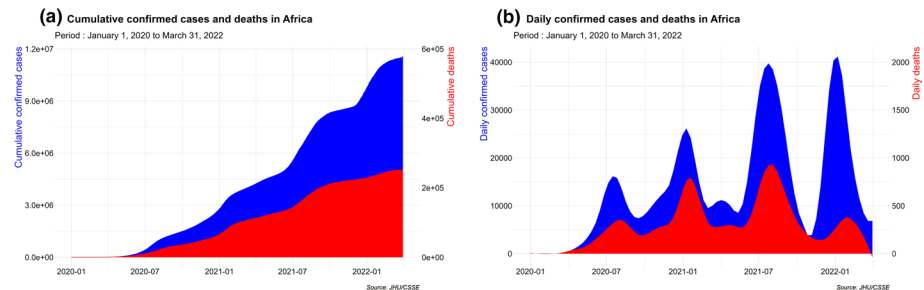 (a) Cumulative confirmed cases and deaths in Africa
Period : January 1, 2020 to March 31, 2022
Cumulative confirmed cases
1.2e+07
9.0e+06
6.0e+06
3.0e+06
0.0e+00
6e+05
4e+05
2e+05
0e+00
Cumulative deaths
2020-01 2020-07 2021-01 2021-07 2022-01
Source: JHU/CSSE
(b) Daily confirmed cases and deaths in Africa
Period : January 1, 2020 to March 31, 2022
Daily confirmed cases
40000
30000
20000
10000
0
2000
1500
1000
500
0
Daily deaths
2020-01 2020-07 2021-01 2021-07 2022-01
Source: JHU/CSSE